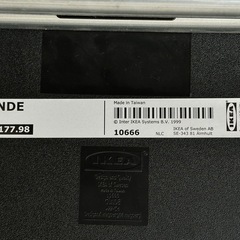 NDE
177.98
Made in Taiwan
© Inter IKEA Systems B.V. 1999
10666
NLC
IKEA of Sweden AB
SE-343 81 Älmhult
IKEA
IKEA